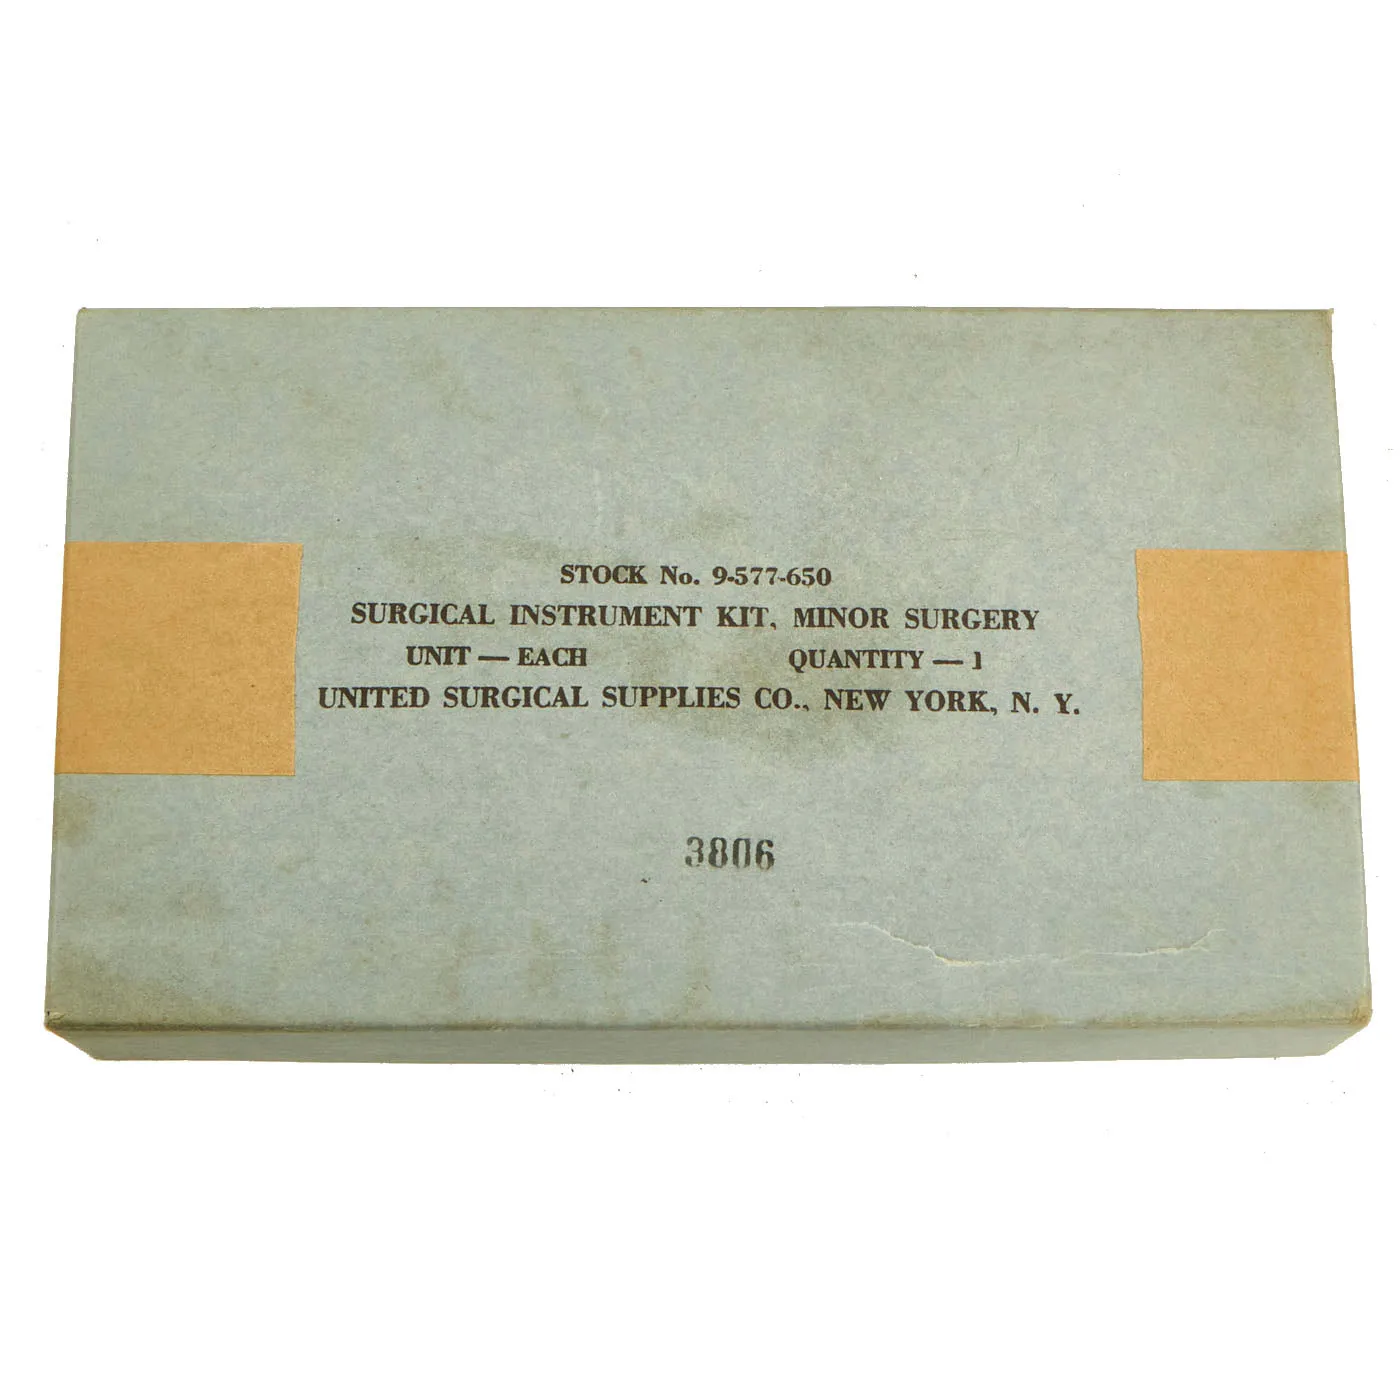 STOCK No. 9-577-650
SURGICAL INSTRUMENT KIT, MINOR SURGERY
UNIT — EACH QUANTITY — 1
UNITED SURGICAL SUPPLIES CO., NEW YORK, N. Y.
3806